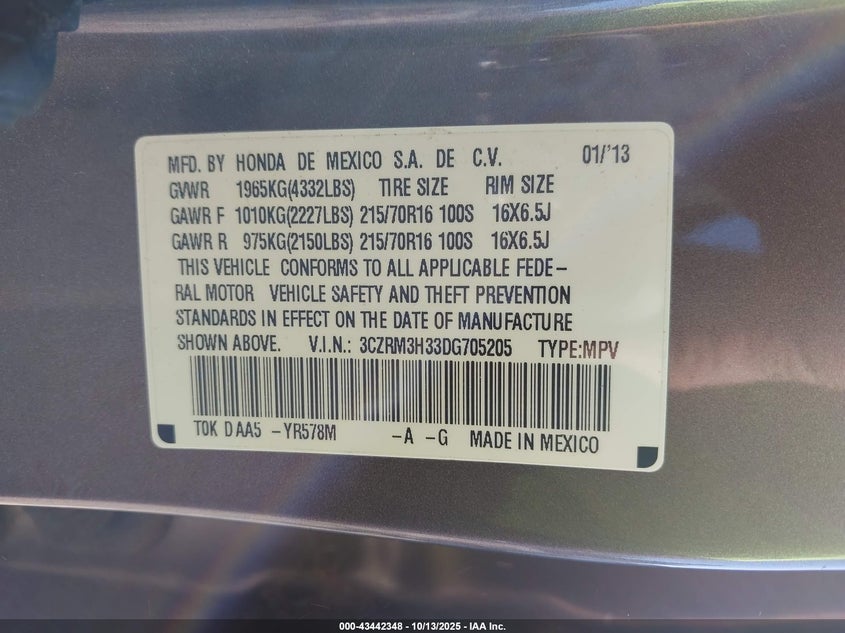 MFD. BY HONDA DE MEXICO S.A. DE C.V. 01/'13
GVWR 1965KG(4332LBS) TIRE SIZE RIM SIZE
GAWR F 1010KG(2227LBS) 215/70R16 100S 16X6.5J
GAWR R 975KG(2150LBS) 215/70R16 100S 16X6.5J
THIS VEHICLE CONFORMS TO ALL APPLICABLE FEDE-
RAL MOTOR VEHICLE SAFETY AND THEFT PREVENTION
STANDARDS IN EFFECT ON THE DATE OF MANUFACTURE
SHOWN ABOVE. V.I.N.: 3CZRM3H33DG705205 TYPE:MPV
T0K D AA5 -YR578M -A -G MADE IN MEXICO
000-43442348 - 10/13/2025 - IAA Inc.